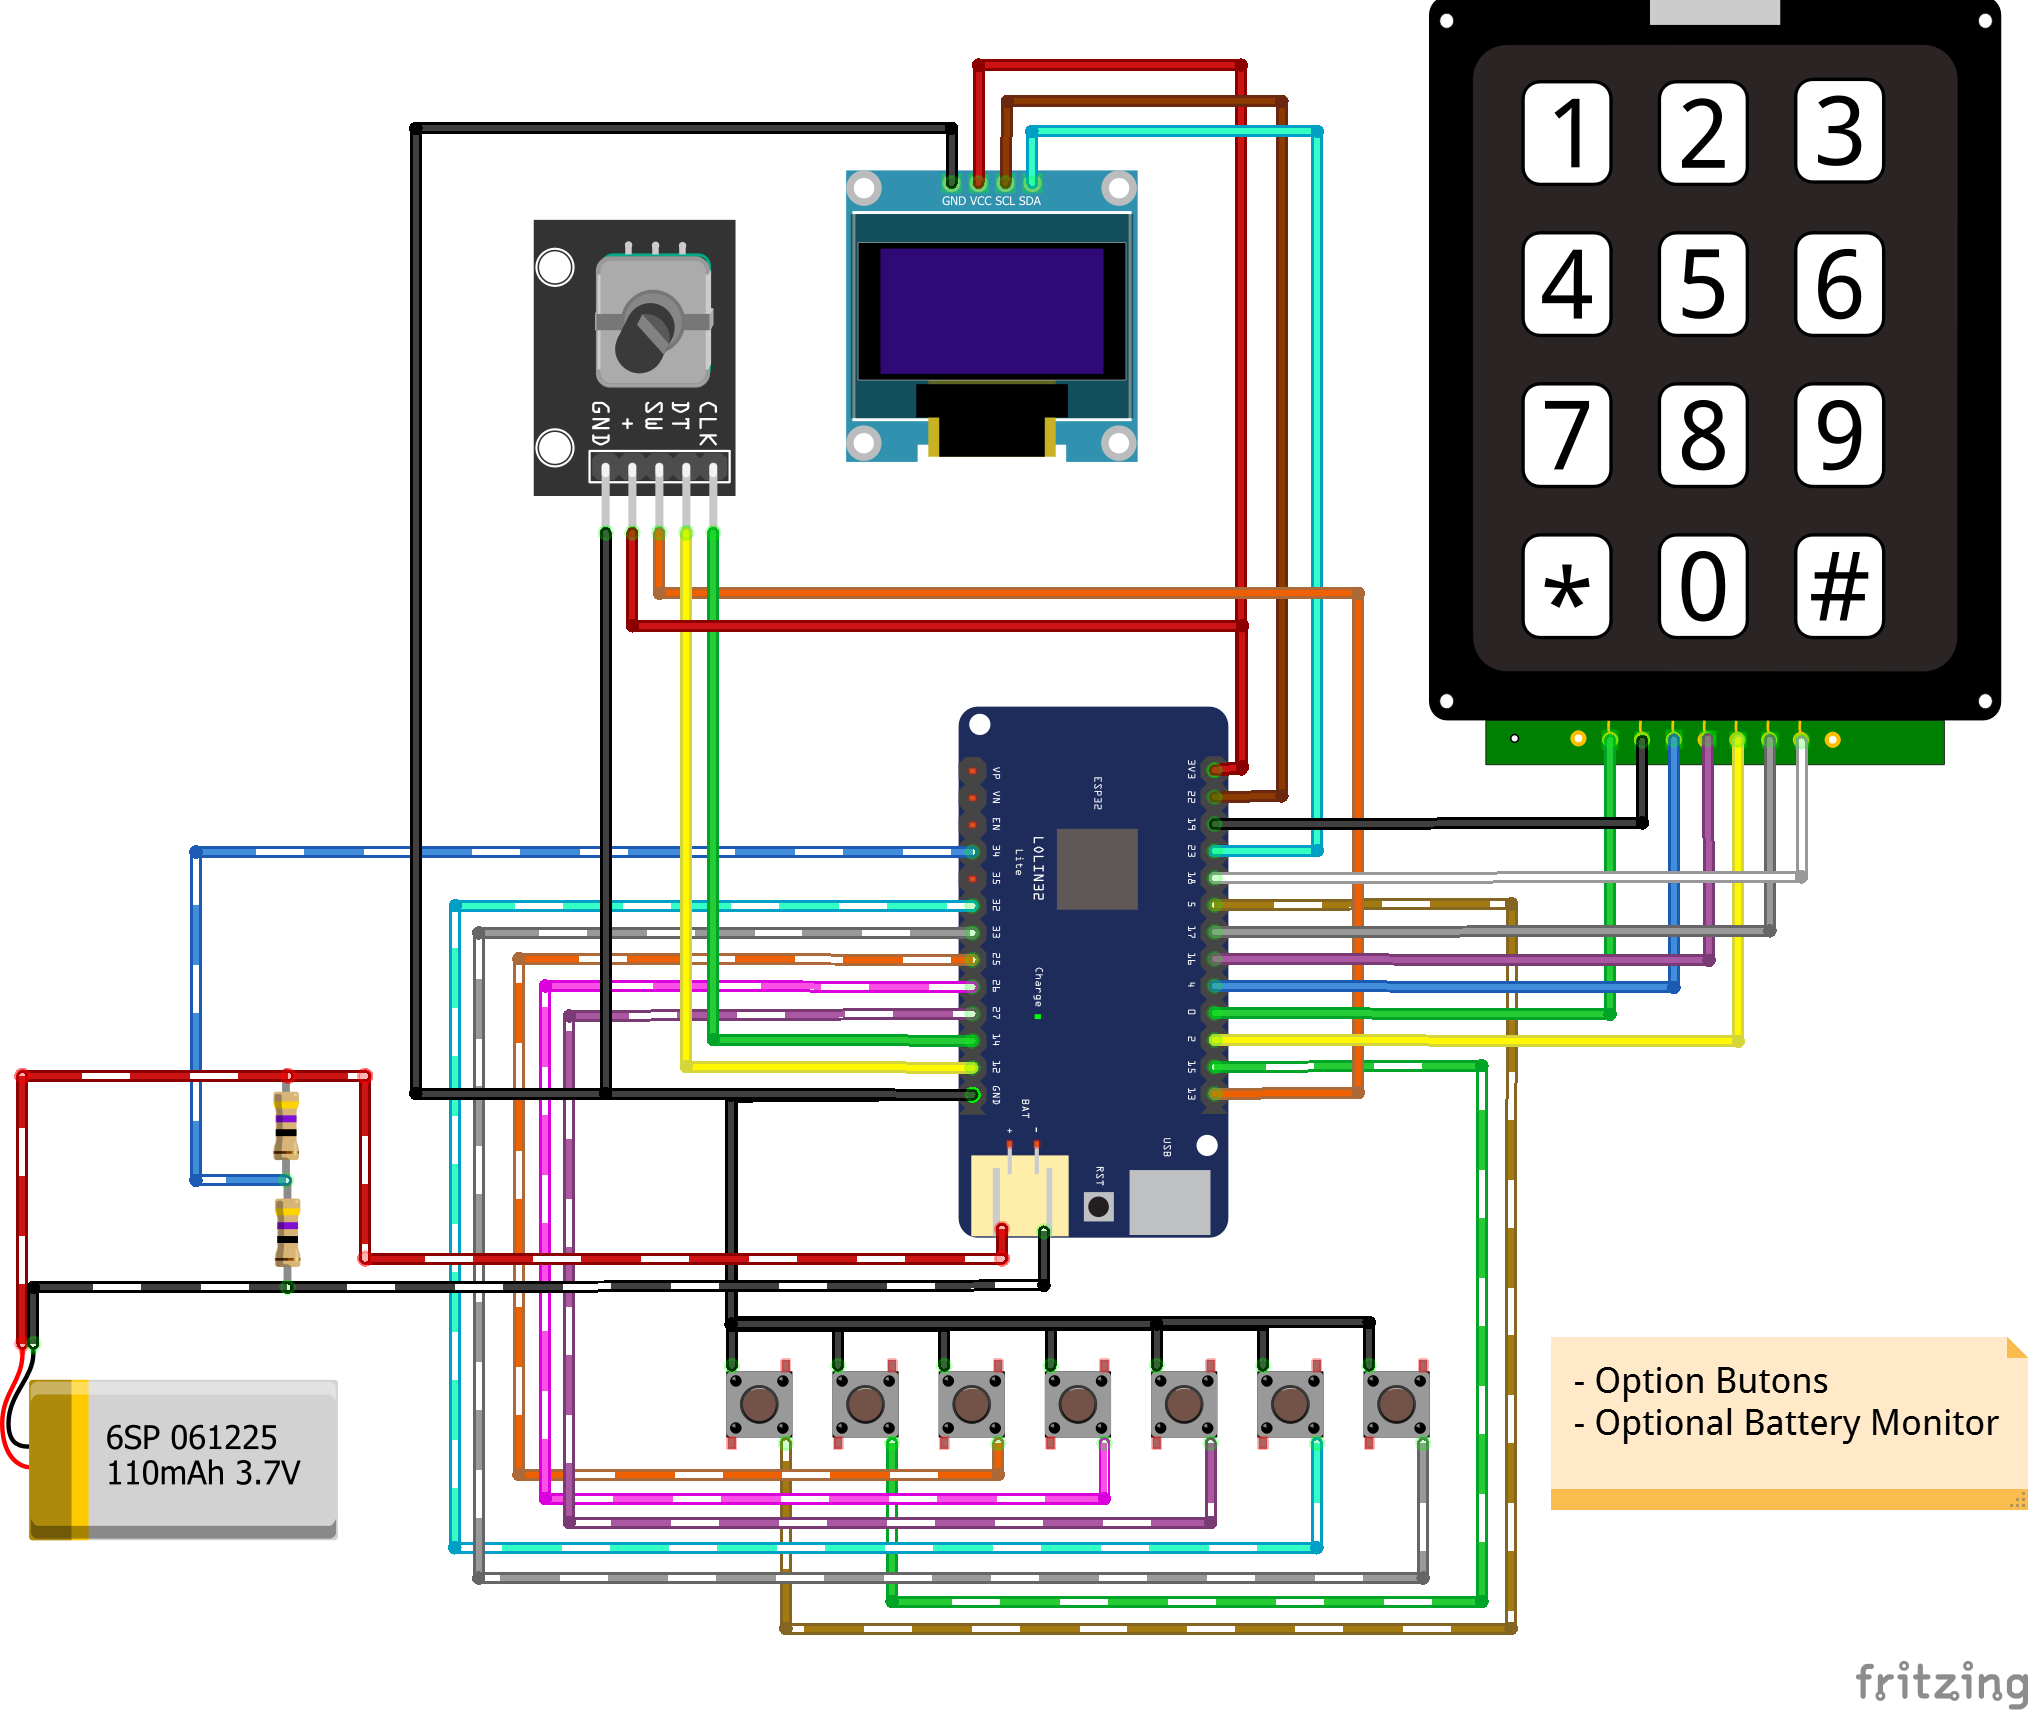 GND VCC SCL SDA
GND
+
SW
DT
CLK
1 2 3
4 5 6
7 8 9
* 0 #
VP
VN
EN
34
35
32
33
25
26
27
14
12
GND
3V3
22
19
23
18
5
17
16
4
0
2
15
13
ESP32
LOLIN32
Lite
Charge
BAT
+ -
RST
USB
6SP 061225
110mAh 3.7V
- Option Butons
- Optional Battery Monitor
fritzing